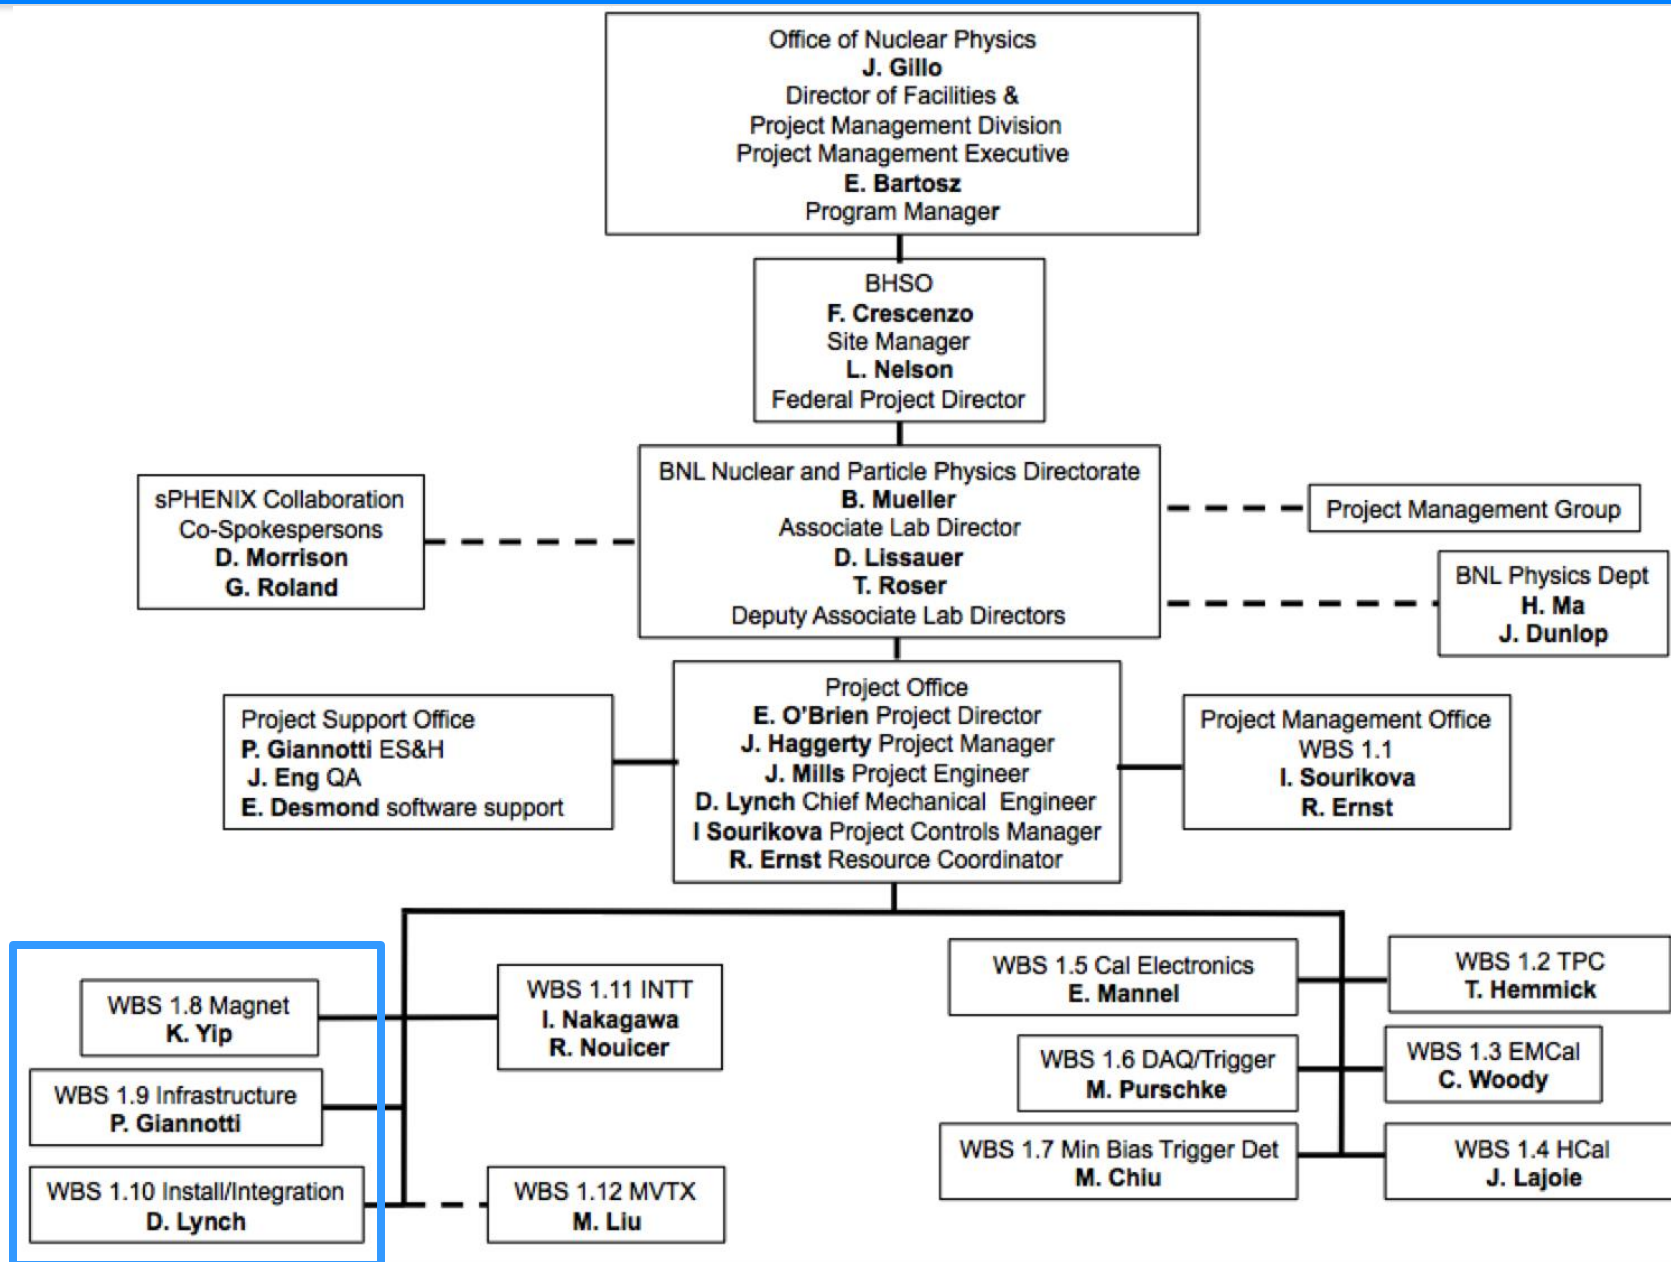 Office of Nuclear Physics
J. Gillo
Director of Facilities &
Project Management Division
Project Management Executive
E. Bartosz
Program Manager
BHSO
F. Crescenzo
Site Manager
L. Nelson
Federal Project Director
sPHENIX Collaboration
Co-Spokespersons
D. Morrison
G. Roland
BNL Nuclear and Particle Physics Directorate
B. Mueller
Associate Lab Director
D. Lissauer
T. Roser
Deputy Associate Lab Directors
Project Management Group
BNL Physics Dept
H. Ma
J. Dunlop
Project Support Office
P. Giannotti ES&H
J. Eng QA
E. Desmond software support
Project Office
E. O'Brien Project Director
J. Haggerty Project Manager
J. Mills Project Engineer
D. Lynch Chief Mechanical Engineer
I Sourikova Project Controls Manager
R. Ernst Resource Coordinator
Project Management Office
WBS 1.1
I. Sourikova
R. Ernst
WBS 1.8 Magnet
K. Yip
WBS 1.9 Infrastructure
P. Giannotti
WBS 1.10 Install/Integration
D. Lynch
WBS 1.11 INTT
I. Nakagawa
R. Nouicer
WBS 1.12 MVTX
M. Liu
WBS 1.5 Cal Electronics
E. Mannel
WBS 1.6 DAQ/Trigger
M. Purschke
WBS 1.7 Min Bias Trigger Det
M. Chiu
WBS 1.2 TPC
T. Hemmick
WBS 1.3 EMCal
C. Woody
WBS 1.4 HCal
J. Lajoie